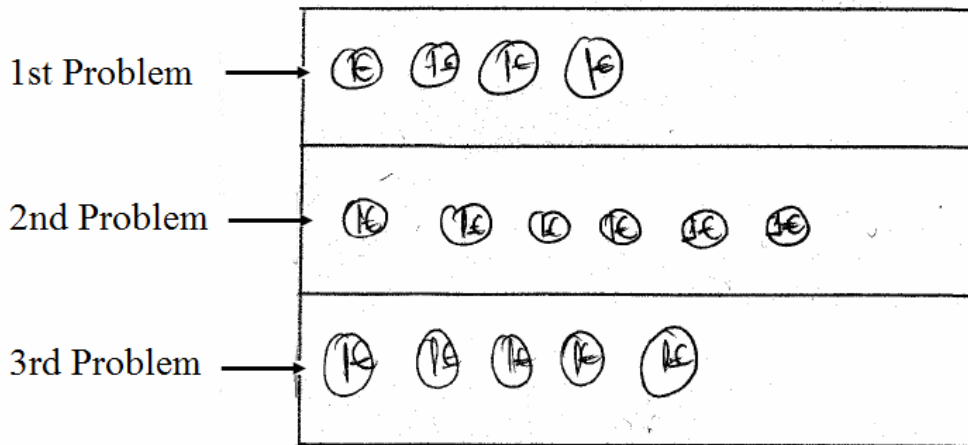 1st Problem 1€ 1€ 1€ 1€
2nd Problem 1€ 1€ 1€ 1€ 1€ 1€
3rd Problem 1€ 1€ 1€ 1€ 1€